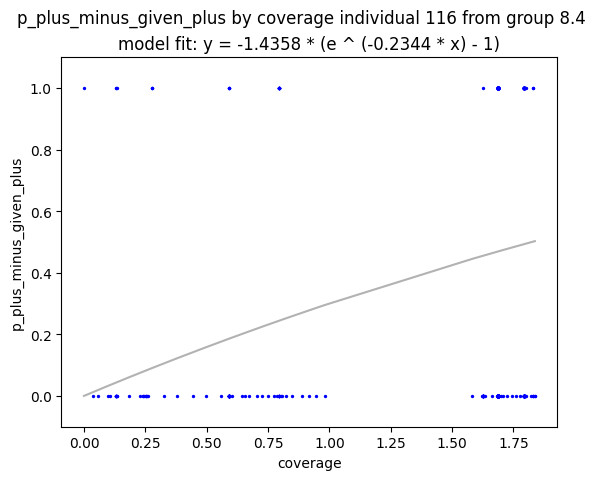 p_plus_minus_given_plus by coverage individual 116 from group 8.4
model fit: y = -1.4358 * (e ^ (-0.2344 * x) - 1)
p_plus_minus_given_plus
1.0
0.8
0.6
0.4
0.2
0.0
0.00 0.25 0.50 0.75 1.00 1.25 1.50 1.75
coverage